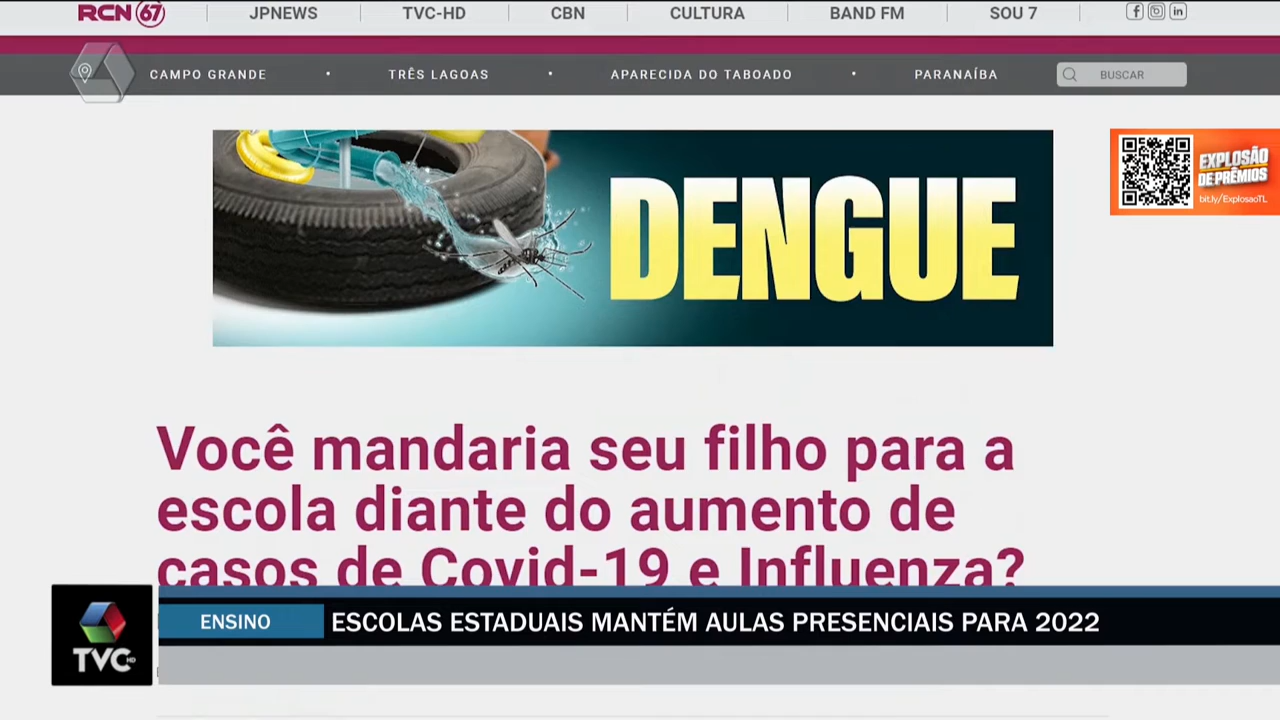 RCN 67
JPNEWS
TVC-HD
CBN
CULTURA
BAND FM
SOU 7
CAMPO GRANDE • TRÊS LAGOAS • APARECIDA DO TABOADO • PARANAÍBA
BUSCAR
DENGUE
EXPLOSÃO
DE PRÊMIOS
bit.ly/ExplosaoTL
Você mandaria seu filho para a
escola diante do aumento de
casos de Covid-19 e Influenza?
ENSINO
ESCOLAS ESTADUAIS MANTÉM AULAS PRESENCIAIS PARA 2022
TVC HD